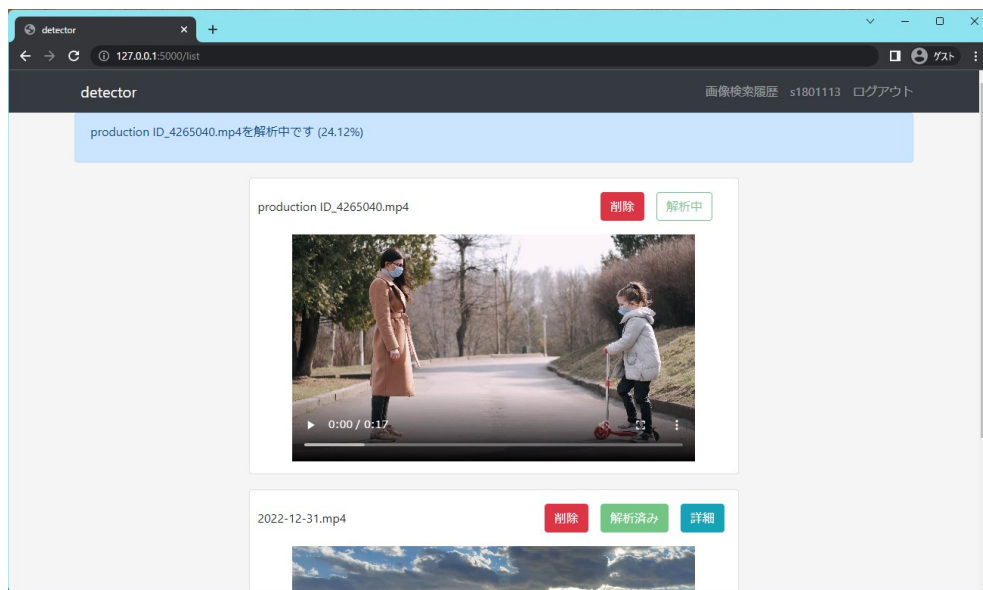 detector
127.0.0.1:5000/list
ゲスト
detector 画像検索履歴 s1801113 ログアウト
production ID_4265040.mp4を解析中です (24.12%)
production ID_4265040.mp4 削除 解析中
0:00 / 0:17
2022-12-31.mp4 削除 解析済み 詳細